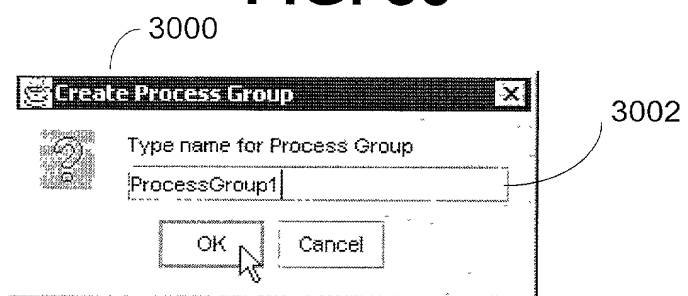 3000
Create Process Group
3002
Type name for Process Group
ProcessGroup1
OK
Cancel